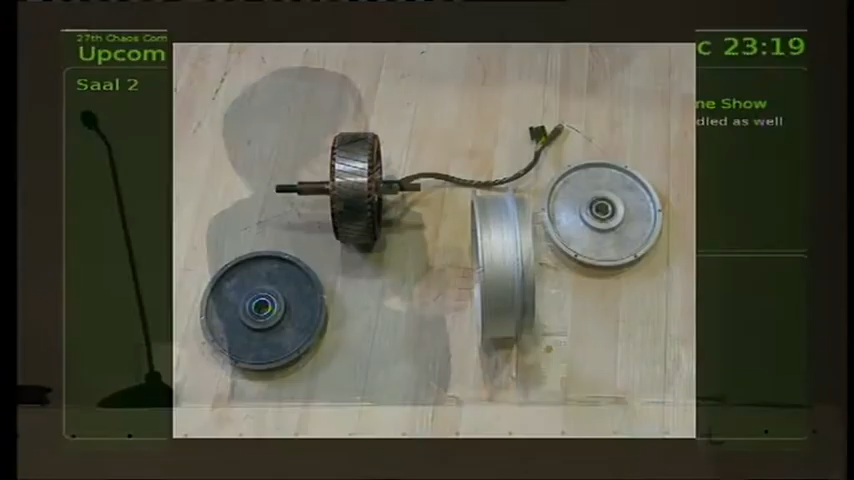 27th Chaos Com
Upcom
c 23:19
Saal 2
ne Show
dled as well